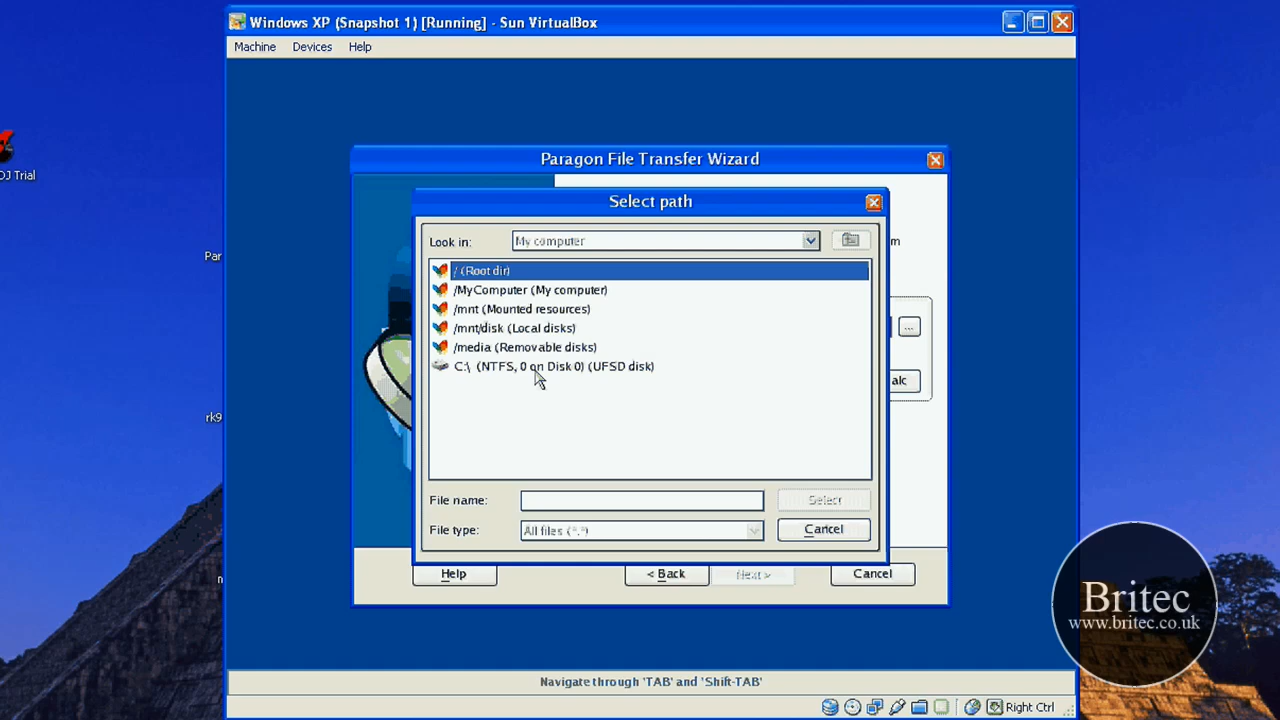 Windows XP (Snapshot 1) [Running] - Sun VirtualBox
Machine Devices Help
DJ Trial
Par
rk9
n
Paragon File Transfer Wizard
Select path
Look in: My computer
m
/ (Root dir)
/MyComputer (My computer)
/mnt (Mounted resources)
/mnt/disk (Local disks)
...
/media (Removable disks)
C:\ (NTFS, 0 on Disk 0) (UFSD disk)
alc
File name: Select
File type: All files (*.*) Cancel
Help < Back Next > Cancel
Britec
www.britec.co.uk
Navigate through 'TAB' and 'Shift-TAB'
Right Ctrl